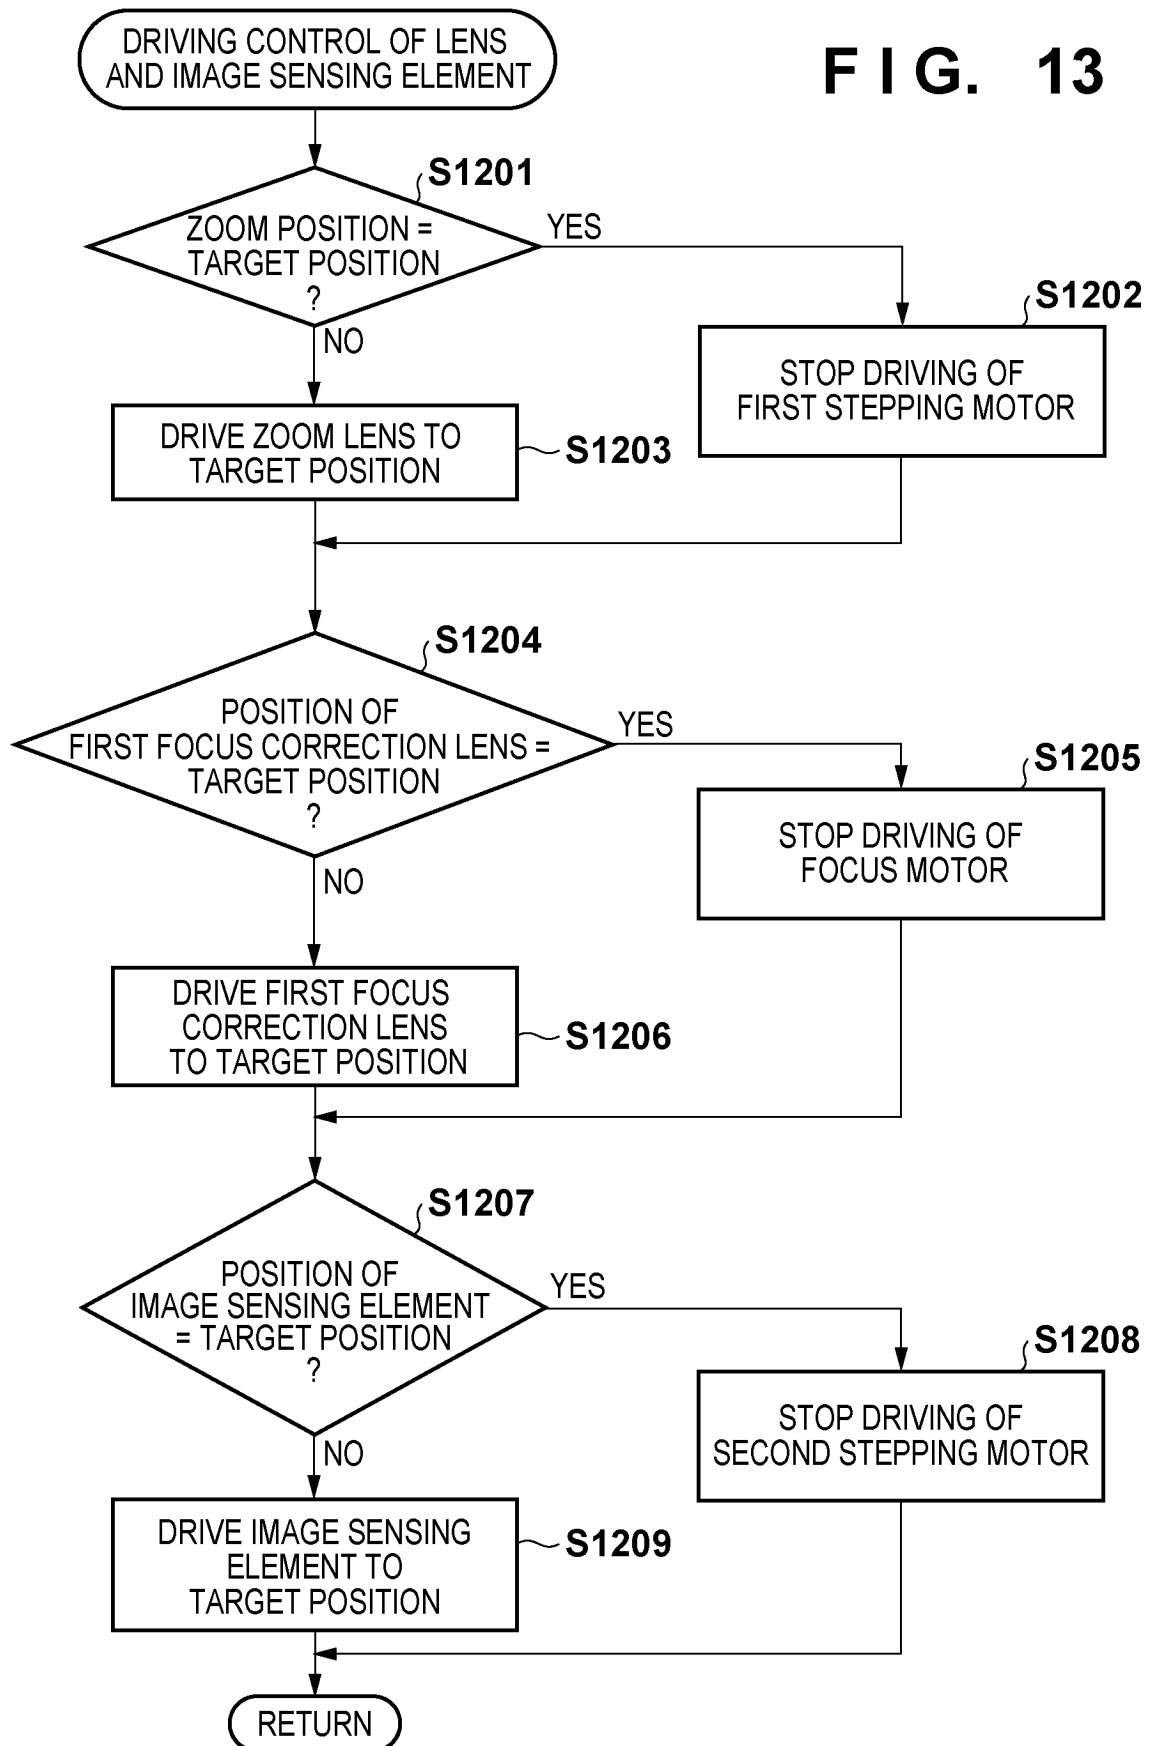 DRIVING CONTROL OF LENS
AND IMAGE SENSING ELEMENT
FIG. 13
S1201
ZOOM POSITION =
TARGET POSITION
?
YES
NO
S1202
STOP DRIVING OF
FIRST STEPPING MOTOR
DRIVE ZOOM LENS TO
TARGET POSITION
S1203
S1204
POSITION OF
FIRST FOCUS CORRECTION LENS =
TARGET POSITION
?
YES
NO
S1205
STOP DRIVING OF
FOCUS MOTOR
DRIVE FIRST FOCUS
CORRECTION LENS
TO TARGET POSITION
S1206
S1207
POSITION OF
IMAGE SENSING ELEMENT
= TARGET POSITION
?
YES
NO
S1208
STOP DRIVING OF
SECOND STEPPING MOTOR
DRIVE IMAGE SENSING
ELEMENT TO
TARGET POSITION
S1209
RETURN